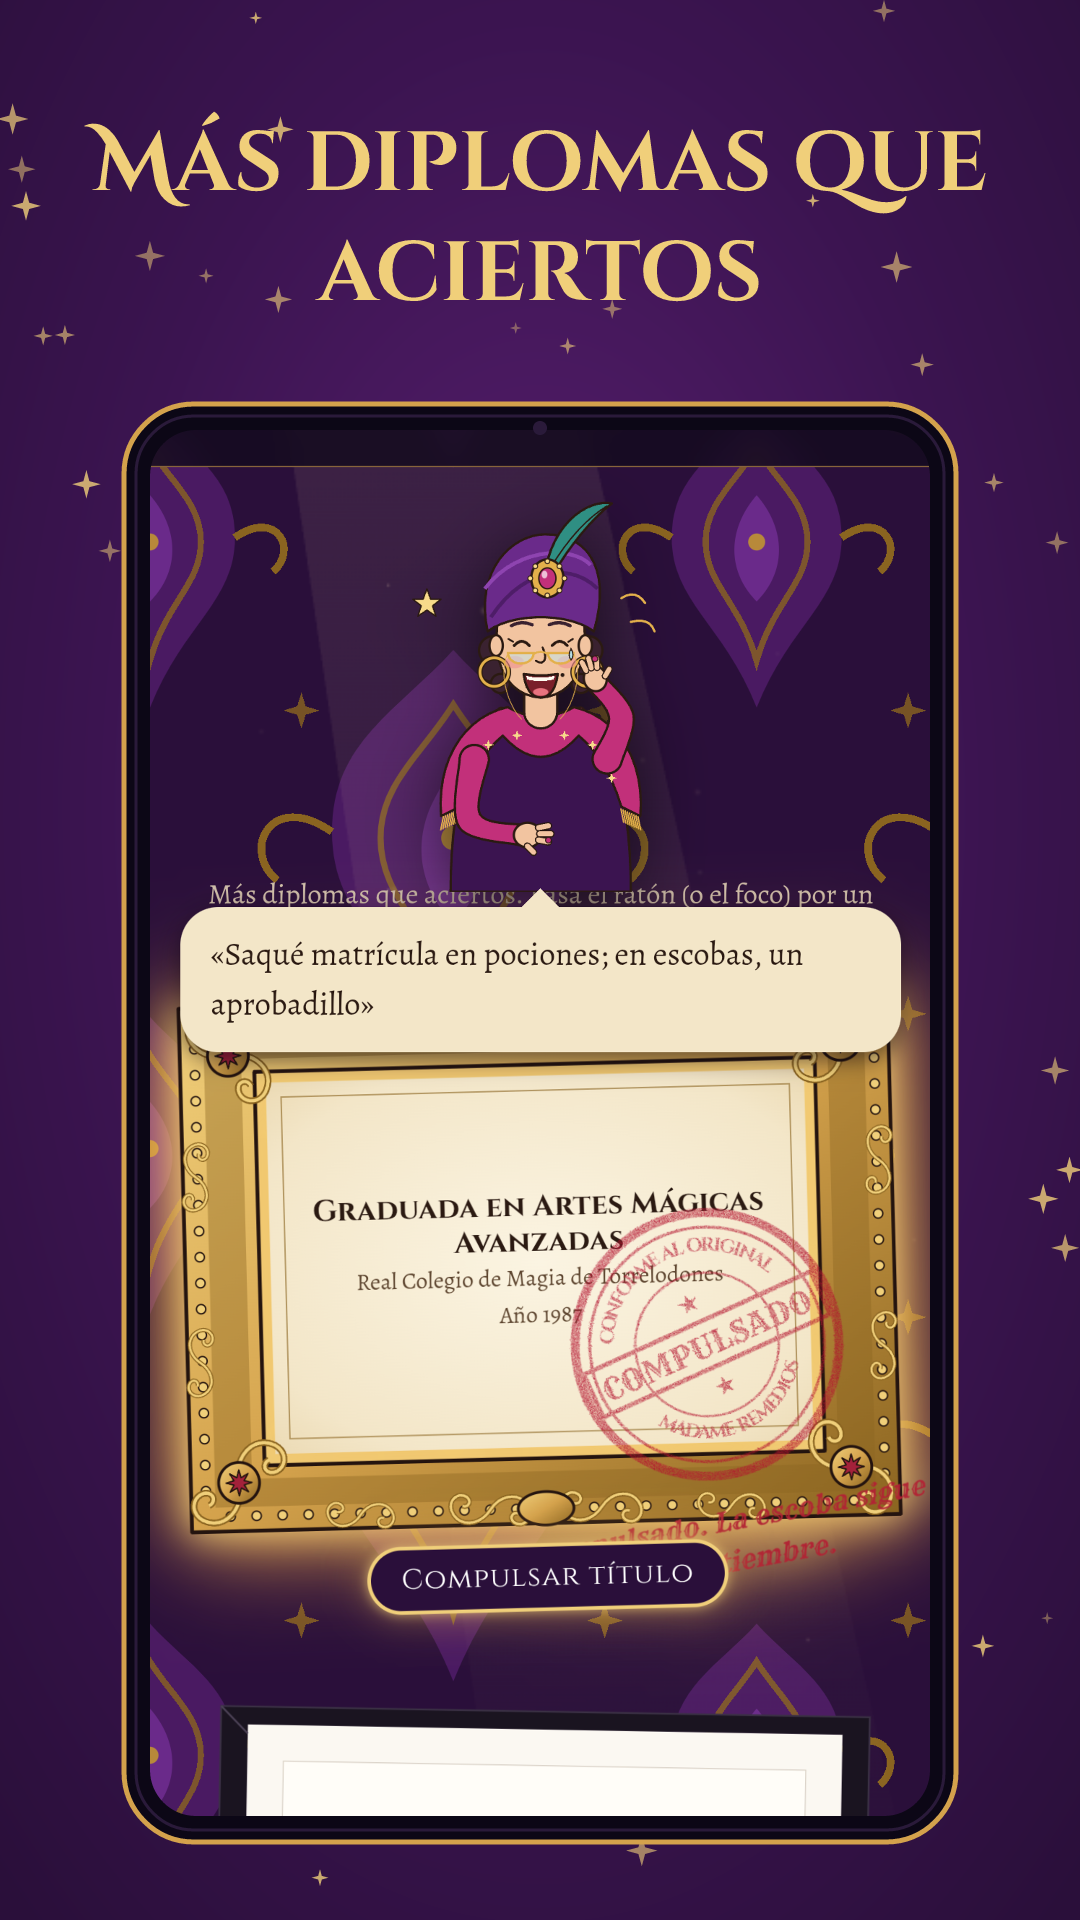 MÁS DIPLOMAS QUE
ACIERTOS
Más diplomas que aciertos. el ratón (o el foco) por un
«Saqué matrícula en pociones; en escobas, un
aprobadillo»
GRADUADA EN ARTES MÁGICAS
AVANZADAS
Real Colegio de Magia de Torrelodones
Año 1987
CONFORME AL ORIGINAL
COMPULSADO
MADAME REMEDIOS
La escoba sigue
COMPULSAR TÍTULO